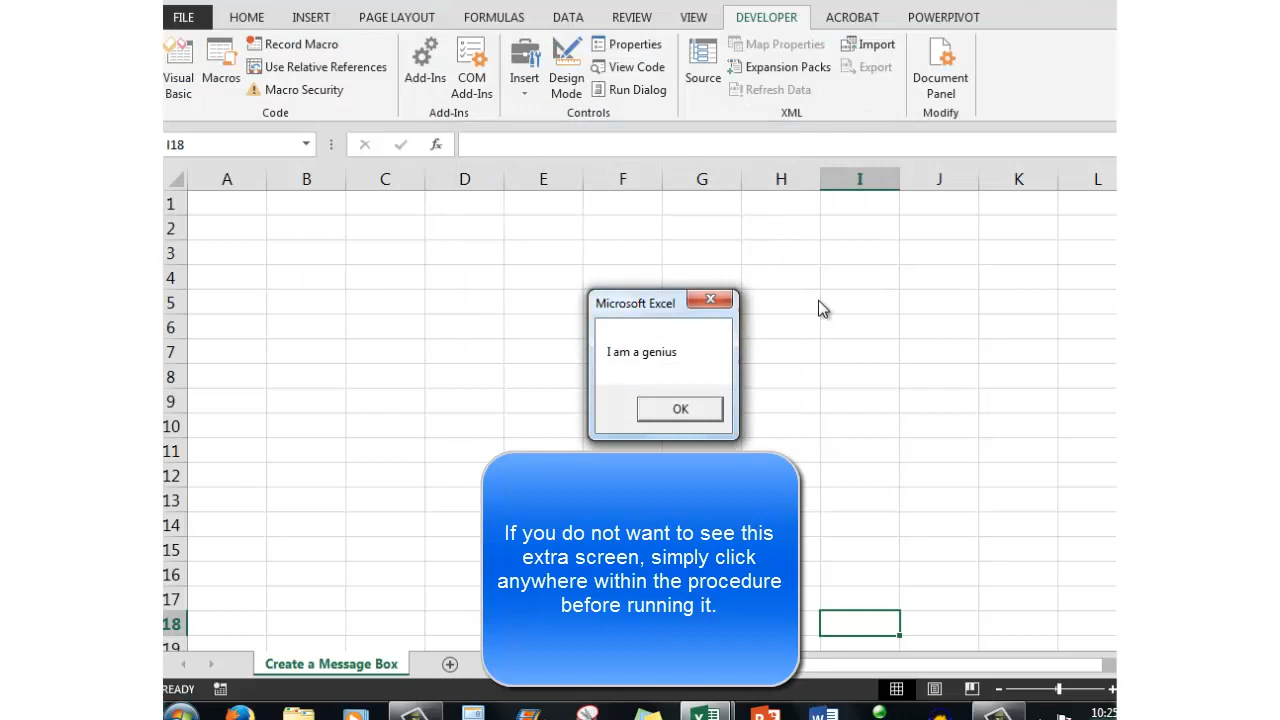 FILE HOME INSERT PAGE LAYOUT FORMULAS DATA REVIEW VIEW DEVELOPER ACROBAT POWERPIVOT
Visual Basic
Macros
Record Macro
Use Relative References
Macro Security
Code
Add-Ins
COM Add-Ins
Add-Ins
Insert
Design Mode
Properties
View Code
Run Dialog
Controls
Source
Map Properties
Expansion Packs
Refresh Data
Import
Export
XML
Document Panel
Modify
I18
fx
A B C D E F G H I J K L
1
2
3
4
5
6
7
8
9
10
11
12
13
14
15
16
17
18
19
Microsoft Excel
I am a genius
OK
If you do not want to see this
extra screen, simply click
anywhere within the procedure
before running it.
Create a Message Box
READY
10:25